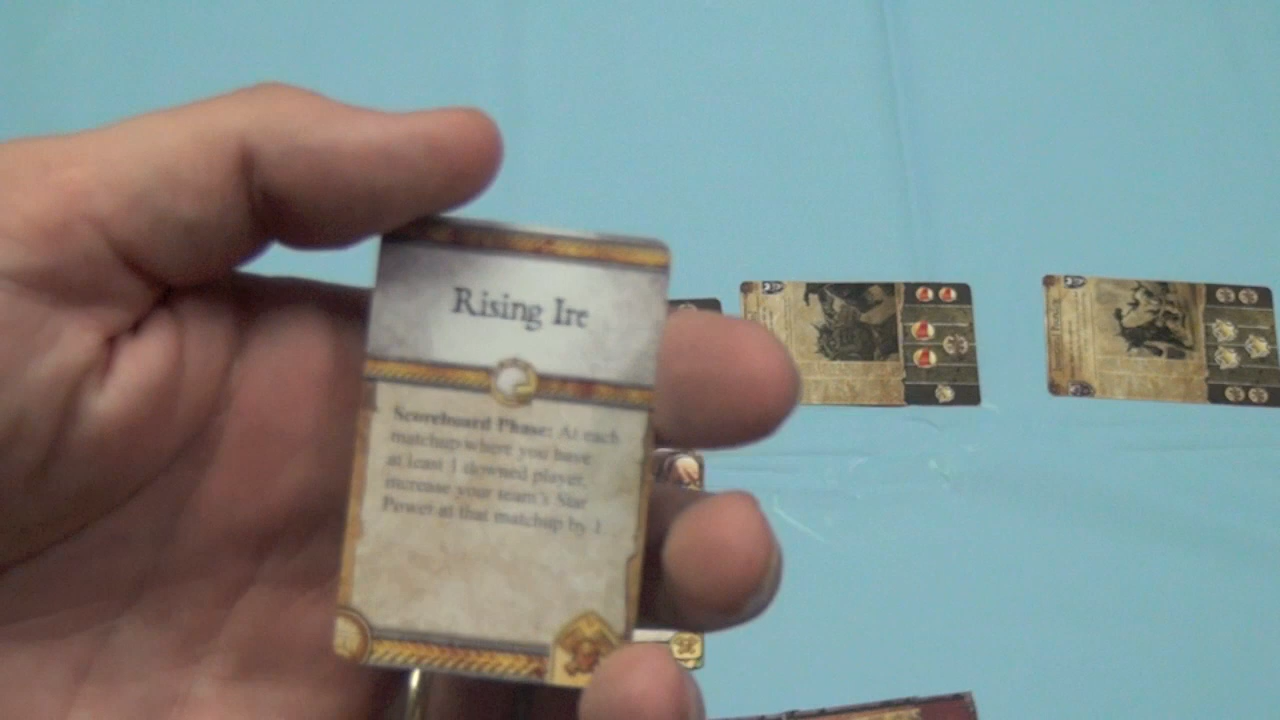 Rising Ire
Scoreboard Phase: At each
matchup where you have
at least 1 downed player,
increase your team's Star
Power at that matchup by 1